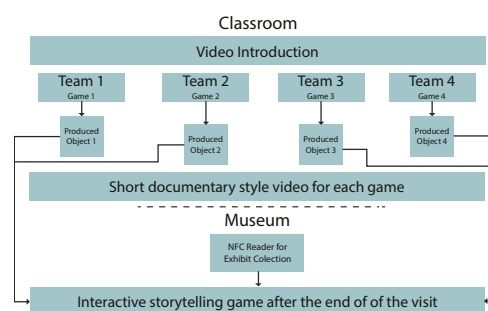 Classroom
Video Introduction
Team 1
Game 1
Team 2
Game 2
Team 3
Game 3
Team 4
Game 4
Produced
Object 1
Produced
Object 2
Produced
Object 3
Produced
Object 4
Short documentary style video for each game
Museum
NFC Reader for
Exhibit Colection
Interactive storytelling game after the end of of the visit